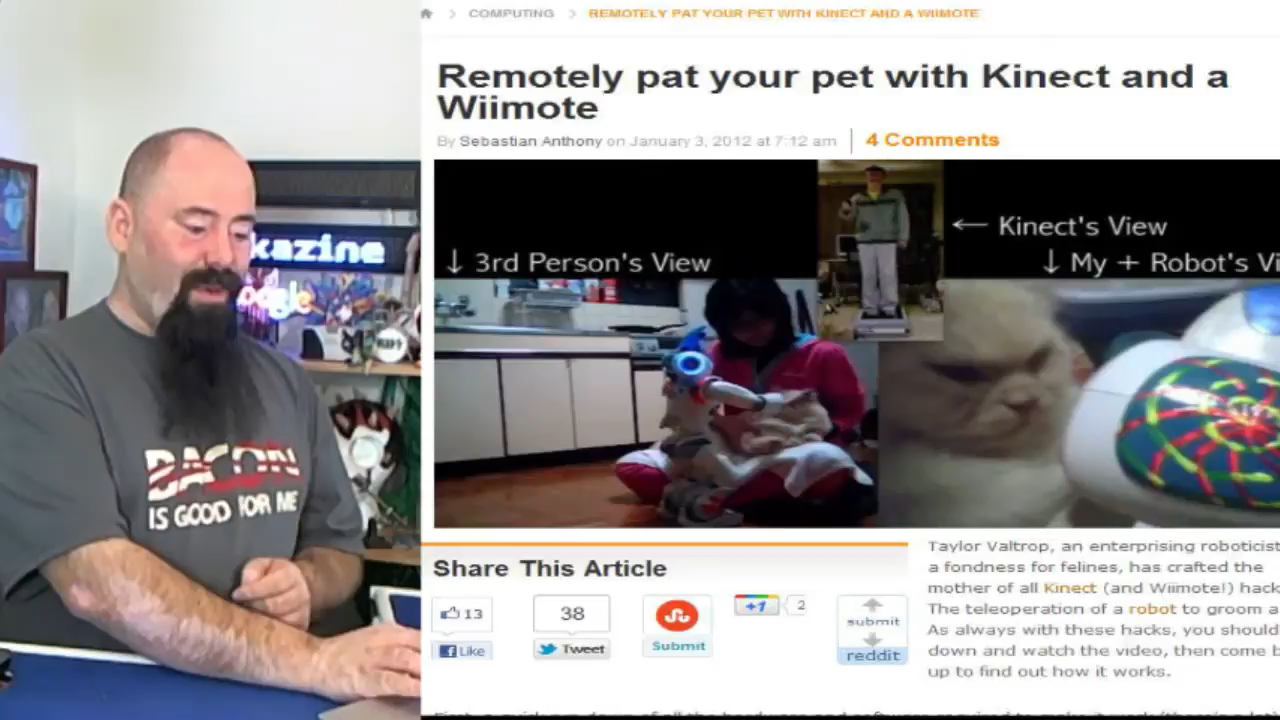 COMPUTING > REMOTELY PAT YOUR PET WITH KINECT AND A WIIMOTE
Remotely pat your pet with Kinect and a
Wiimote
By Sebastian Anthony on January 3, 2012 at 7:12 am
4 Comments
← Kinect's View
↓ 3rd Person's View
↓ My + Robot's Vi
kazine
oogle
BACON
IS GOOD FOR ME
Share This Article
13
Like
38
Tweet
Submit
+1
2
submit
reddit
Taylor Valtrop, an enterprising roboticist
a fondness for felines, has crafted the
mother of all Kinect (and Wiimote!) hack
The teleoperation of a robot to groom a
As always with these hacks, you should
down and watch the video, then come b
up to find out how it works.